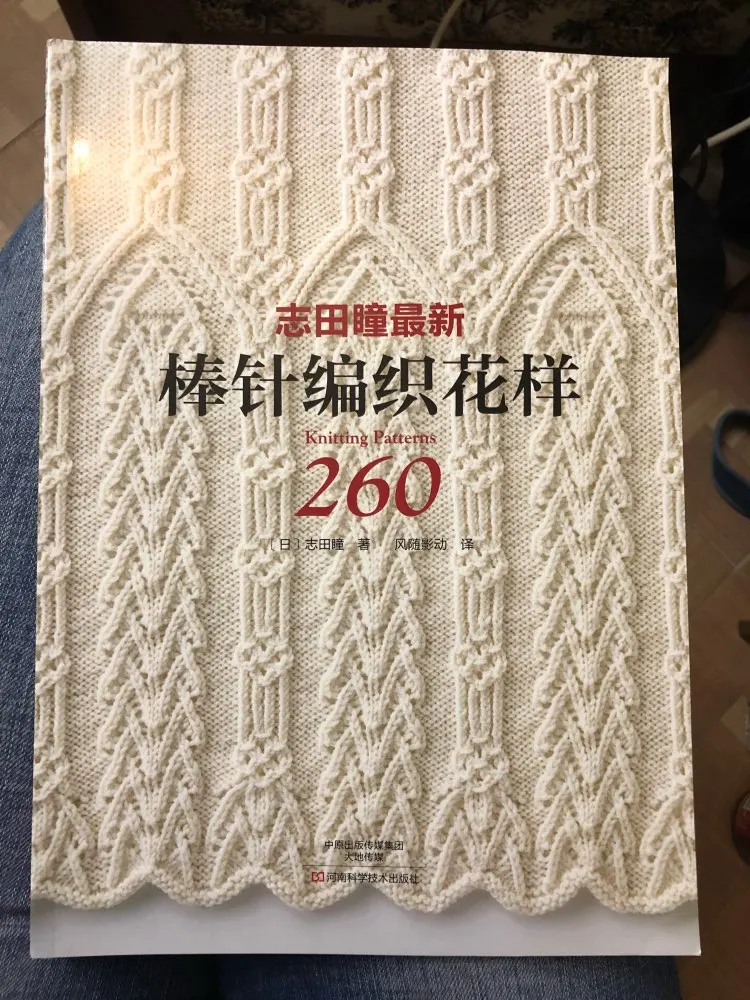 志田瞳最新
棒针编织花样
Knitting Patterns
260
［日］志田瞳 著 风随影动 译
中原出版传媒集团
大地传媒
河南科学技术出版社